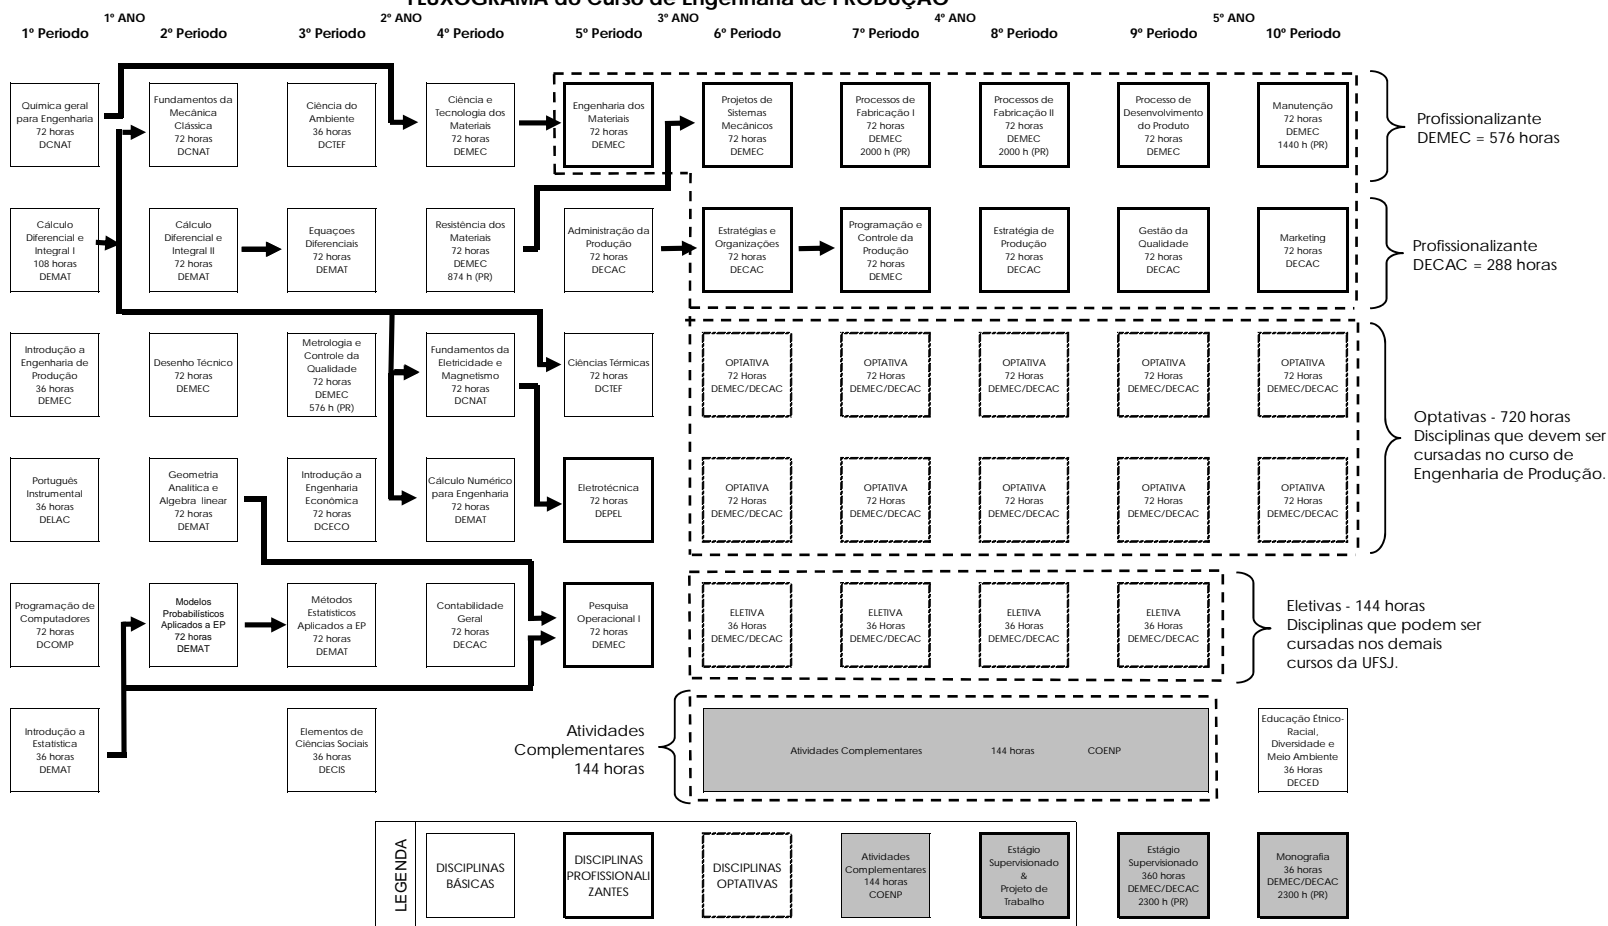 FLUXOGRAMA do Curso de Engenharia de PRODUÇÃO
1º ANO
2º ANO
3º ANO
4º ANO
5º ANO
1º Periodo
2º Periodo
3º Periodo
4º Periodo
5º Periodo
6º Periodo
7º Periodo
8º Periodo
9º Periodo
10º Periodo
Química geral
para Engenharia
72 horas
DCNAT
Fundamentos da
Mecânica
Clássica
72 horas
DCNAT
Ciência do
Ambiente
36 horas
DCTEF
Ciência e
Tecnologia dos
Materiais
72 horas
DEMEC
Engenharia dos
Materiais
72 horas
DEMEC
Projetos de
Sistemas
Mecânicos
72 horas
DEMEC
Processos de
Fabricação I
72 horas
DEMEC
2000 h (PR)
Processos de
Fabricação II
72 horas
DEMEC
2000 h (PR)
Processo de
Desenvolvimento
do Produto
72 horas
DEMEC
Manutenção
72 horas
DEMEC
1440 h (PR)
Profissionalizante
DEMEC = 576 horas
Cálculo
Diferencial e
Integral I
108 horas
DEMAT
Cálculo
Diferencial e
Integral II
72 horas
DEMAT
Equaçoes
Diferenciais
72 horas
DEMAT
Resistência dos
Materiais
72 horas
DEMEC
874 h (PR)
Administração da
Produção
72 horas
DECAC
Estratégias e
Organizações
72 horas
DECAC
Programação e
Controle da
Produção
72 horas
DEMEC
Estratégia de
Produção
72 horas
DECAC
Gestão da
Qualidade
72 horas
DECAC
Marketing
72 horas
DECAC
Profissionalizante
DECAC = 288 horas
Introdução a
Engenharia de
Produção
36 horas
DEMEC
Desenho Técnico
72 horas
DEMEC
Metrologia e
Controle da
Qualidade
72 horas
DEMEC
576 h (PR)
Fundamentos da
Eletricidade e
Magnetismo
72 horas
DCNAT
Ciências Térmicas
72 horas
DCTEF
OPTATIVA
72 Horas
DEMEC/DECAC
OPTATIVA
72 Horas
DEMEC/DECAC
OPTATIVA
72 Horas
DEMEC/DECAC
OPTATIVA
72 Horas
DEMEC/DECAC
OPTATIVA
72 Horas
DEMEC/DECAC
Optativas - 720 horas
Disciplinas que devem ser
cursadas no curso de
Engenharia de Produção.
Português
Instrumental
36 horas
DELAC
Geometria
Analítica e
Algebra linear
72 horas
DEMAT
Introdução a
Engenharia
Econômica
72 horas
DCECO
Cálculo Numérico
para Engenharia
72 horas
DEMAT
Eletrotécnica
72 horas
DEPEL
OPTATIVA
72 Horas
DEMEC/DECAC
OPTATIVA
72 Horas
DEMEC/DECAC
OPTATIVA
72 Horas
DEMEC/DECAC
OPTATIVA
72 Horas
DEMEC/DECAC
OPTATIVA
72 Horas
DEMEC/DECAC
Programação de
Computadores
72 horas
DCOMP
Modelos
Probabilísticos
Aplicados a EP
72 horas
DEMAT
Métodos
Estatísticos
Aplicados a EP
72 horas
DEMAT
Contabilidade
Geral
72 horas
DECAC
Pesquisa
Operacional I
72 horas
DEMEC
ELETIVA
36 Horas
DEMEC/DECAC
ELETIVA
36 Horas
DEMEC/DECAC
ELETIVA
36 Horas
DEMEC/DECAC
ELETIVA
36 Horas
DEMEC/DECAC
Eletivas - 144 horas
Disciplinas que podem ser
cursadas nos demais
cursos da UFSJ.
Introdução a
Estatística
36 horas
DEMAT
Elementos de
Ciências Sociais
36 horas
DECIS
Atividades
Complementares
144 horas
Atividades Complementares 144 horas COENP
Educação Étnico-
Racial,
Diversidade e
Meio Ambiente
36 Horas
DECED
LEGENDA
DISCIPLINAS
BÁSICAS
DISCIPLINAS
PROFISSIONALI
ZANTES
DISCIPLINAS
OPTATIVAS
Atividades
Complementares
144 horas
COENP
Estágio
Supervisionado
&
Projeto de
Trabalho
Estágio
Supervisionado
360 horas
DEMEC/DECAC
2300 h (PR)
Monografia
36 horas
DEMEC/DECAC
2300 h (PR)